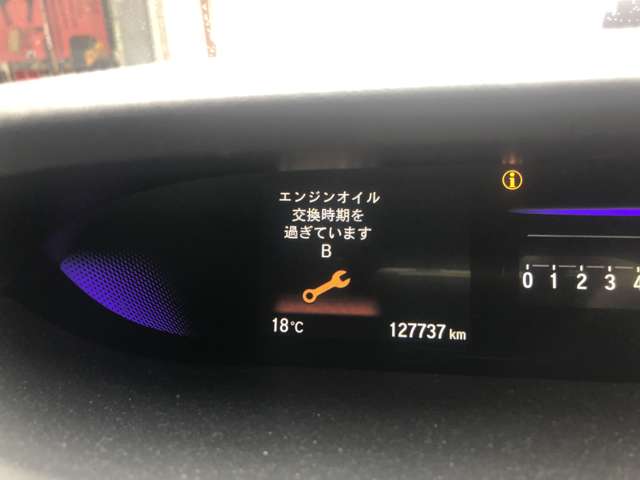 エンジンオイル
交換時期を
過ぎています
B
18℃ 127737 km
i
0 1 2 3 4